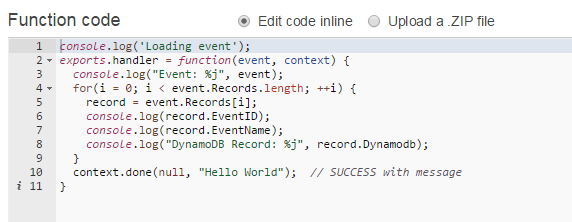 Function code
Edit code inline Upload a .ZIP file
1 console.log('Loading event');
2 exports.handler = function(event, context) {
3 console.log("Event: %j", event);
4 for(i = 0; i < event.Records.length; ++i) {
5 record = event.Records[i];
6 console.log(record.EventID);
7 console.log(record.EventName);
8 console.log("DynamoDB Record: %j", record.Dynamodb);
9 }
10 context.done(null, "Hello World"); // SUCCESS with message
i 11 }